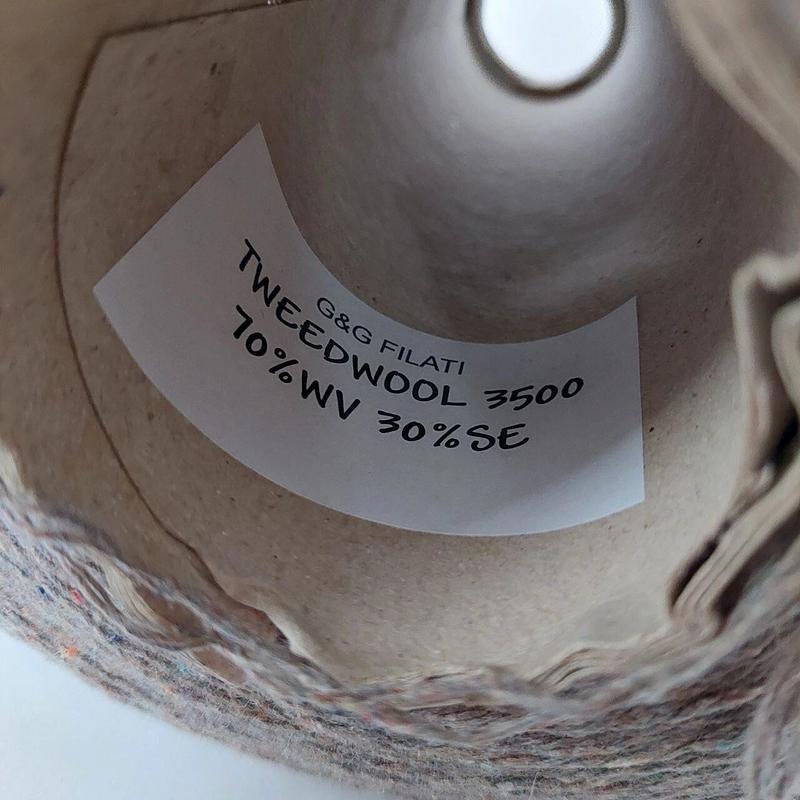 G&G FILATI
TWEEDWOOL 3500
70%WV 30%SE